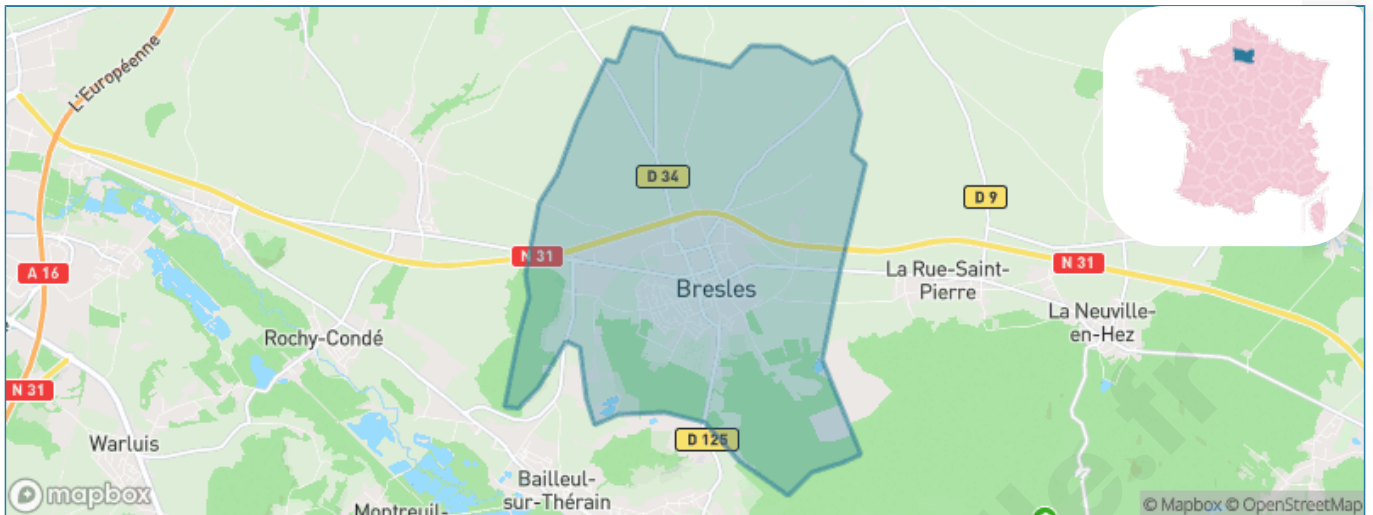 L'Européenne
D 34
D 9
N 31
A 16
N 31
La Rue-Saint-
Pierre
Bresles
La Neuville-
en-Hez
Rochy-Condé
N 31
Warluis
D 125
Bailleul-
sur-Thérain
mapbox
Montreuil-
© Mapbox © OpenStreetMap